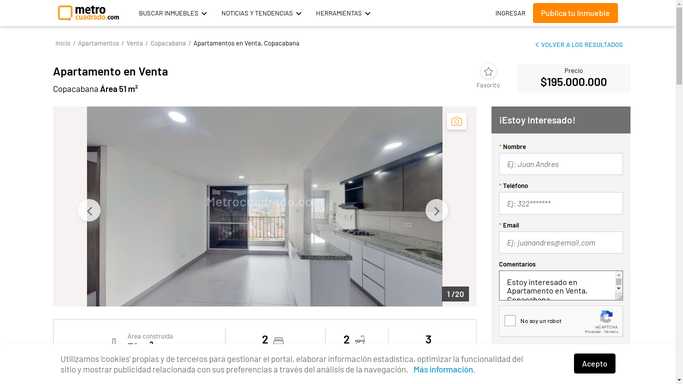 metro
cuadrado.com
BUSCAR INMUEBLES
NOTICIAS Y TENDENCIAS
HERRAMIENTAS
INGRESAR
Publica tu Inmueble
Inicio / Apartamentos / Venta / Copacabana / Apartamentos en Venta, Copacabana
VOLVER A LOS RESULTADOS
Apartamento en Venta
Copacabana Área 51 m²
Favorito
Precio
$195.000.000
Metrocuadrado.com
1 / 20
¡Estoy Interesado!
* Nombre
Ej: Juan Andres
* Teléfono
Ej: 322*******
* Email
Ej: juanandres@email.com
Comentarios
Estoy interesado en
Apartamento en Venta,
Copacabana
No soy un robot
reCAPTCHA
Privacidad - Términos
Área construida
2
2
3
Utilizamos 'cookies' propias y de terceros para gestionar el portal, elaborar información estadística, optimizar la funcionalidad del
sitio y mostrar publicidad relacionada con sus preferencias a través del análisis de la navegación. Más información.
Acepto